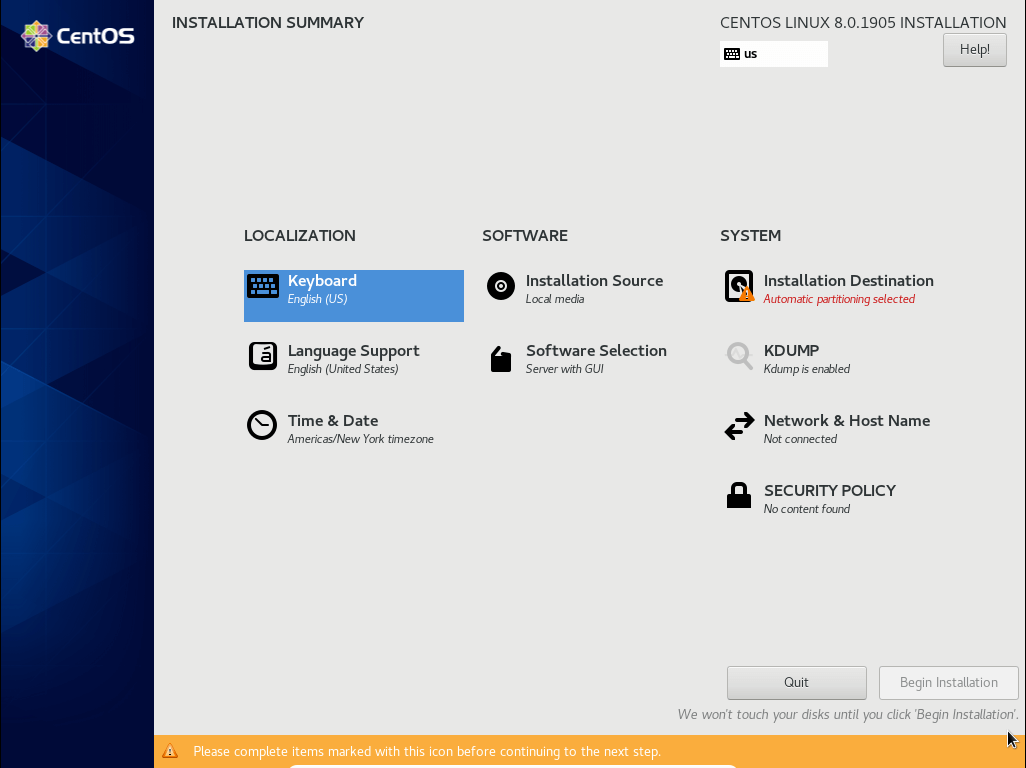 CentOS
INSTALLATION SUMMARY
CENTOS LINUX 8.0.1905 INSTALLATION
us
Help!
LOCALIZATION
Keyboard
English (US)
Language Support
English (United States)
Time & Date
Americas/New York timezone
SOFTWARE
Installation Source
Local media
Software Selection
Server with GUI
SYSTEM
Installation Destination
Automatic partitioning selected
KDUMP
Kdump is enabled
Network & Host Name
Not connected
SECURITY POLICY
No content found
Quit
Begin Installation
We won't touch your disks until you click 'Begin Installation'.
Please complete items marked with this icon before continuing to the next step.